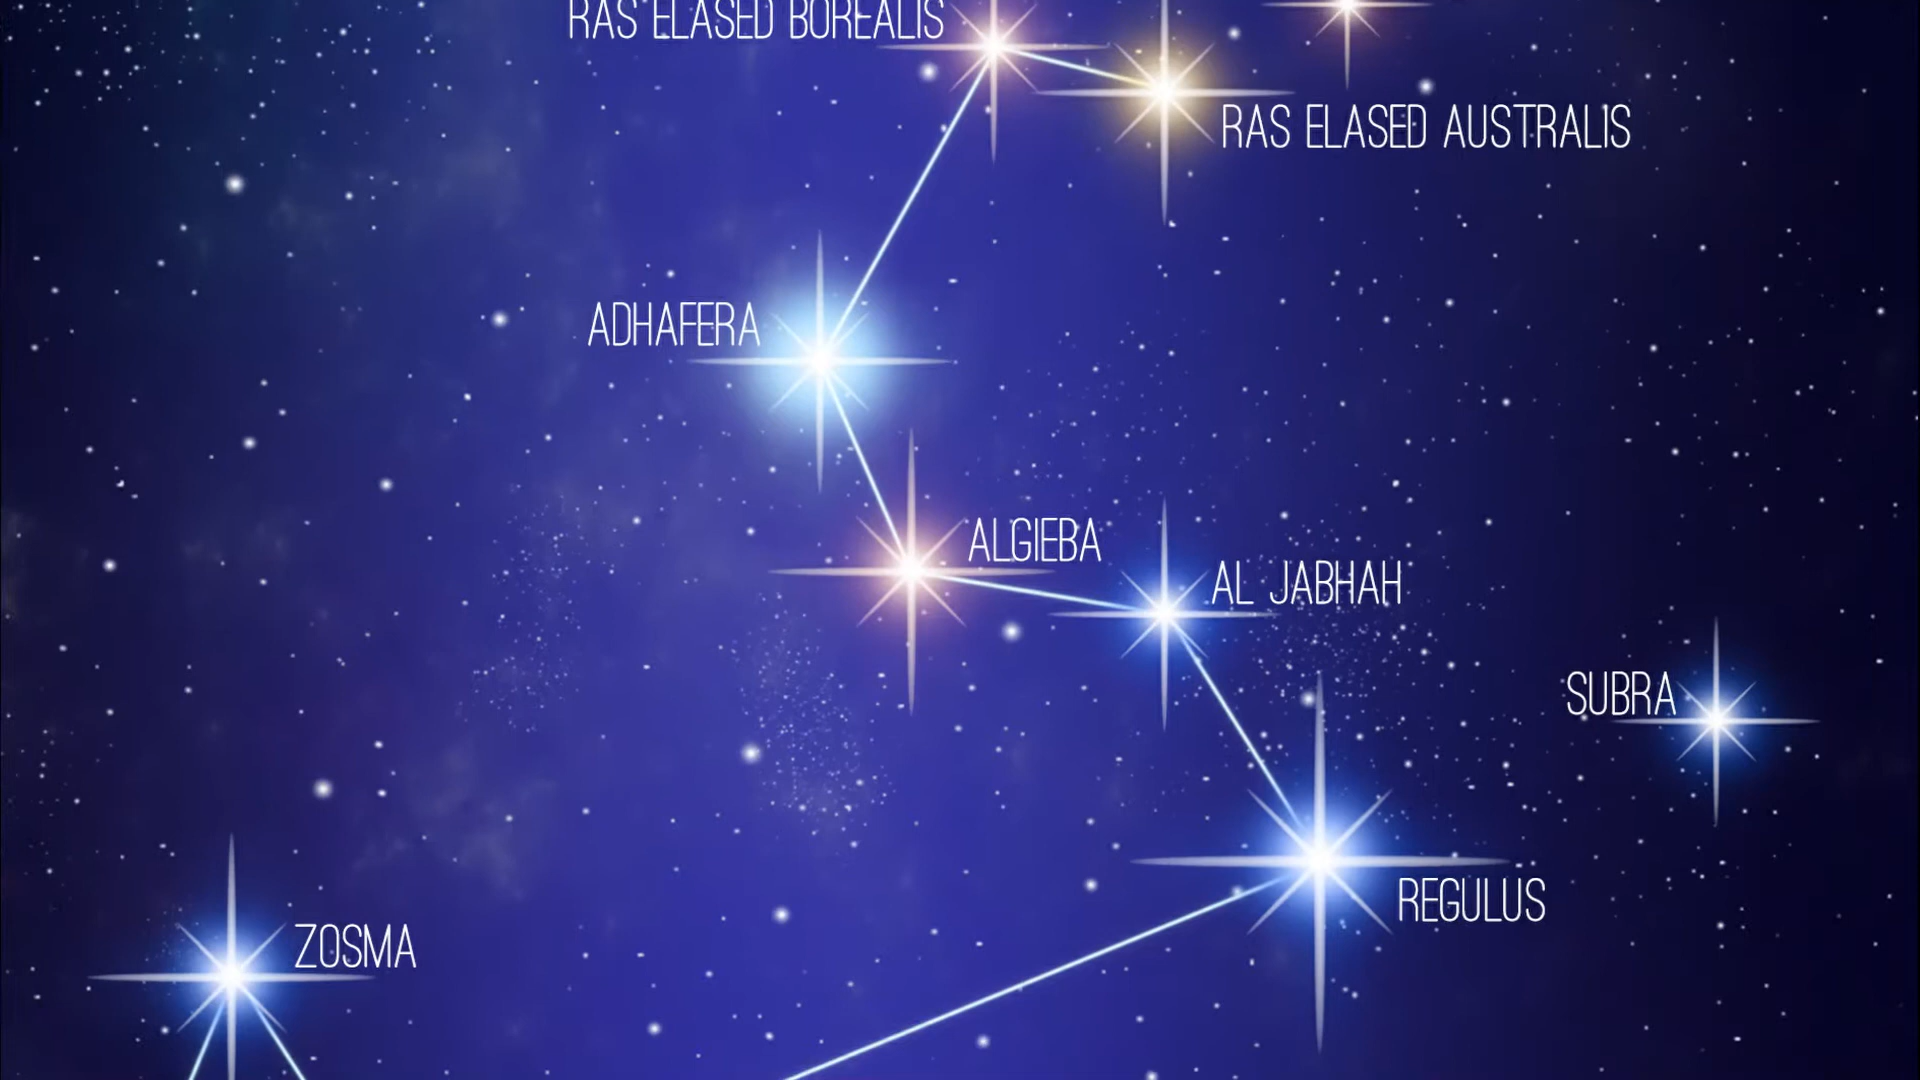 RAS ELASED BOREALIS
RAS ELASED AUSTRALIS
ADHAFERA
ALGIEBA
AL JABHAH
SUBRA
REGULUS
ZOSMA